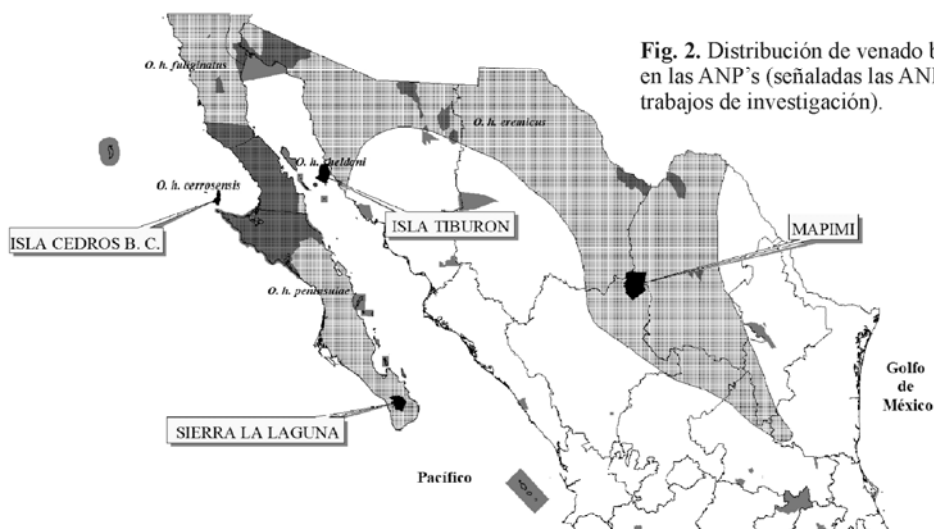 Fig. 2. Distribución de venado b
en las ANP's (señaladas las ANI
trabajos de investigación).
O. h. fuliginatus
O. h. eremicus
O. h. sheldoni
O. h. cerrosensis
ISLA TIBURON
ISLA CEDROS B. C.
MAPIMI
O. h. peninsulae
Golfo
de
México
SIERRA LA LAGUNA
Pacífico